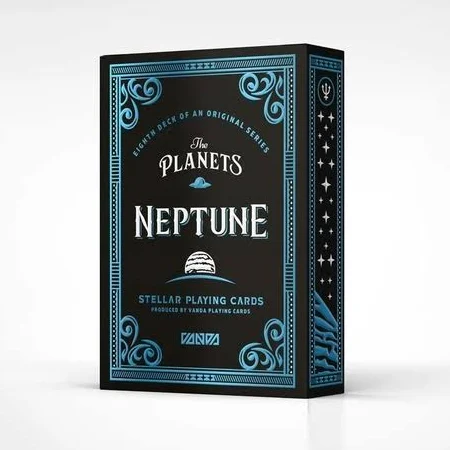 EIGHTH DECK OF AN ORIGINAL SERIES
The
PLANETS
NEPTUNE
STELLAR PLAYING CARDS
PRODUCED BY VANDA PLAYING CARDS
VANDA